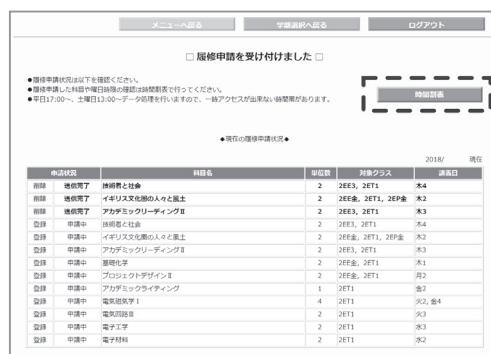 メニューへ戻る 学期選択へ戻る ログアウト
□ 履修申請を受け付けました □
●履修申請状況は以下を確認ください。
●履修申請した科目や曜日時限の確認は時間割表で行ってください。
●平日17:00～、土曜日13:00～データ処理を行いますので、一時アクセスが出来ない時間帯があります。
時間割表
◆現在の履修申請状況◆
2018/ 現在
申請状況 科目名 単位数 対象クラス 講義日
削除 送信完了 技術者と社会 2 2EE3, 2ET1 木4
削除 送信完了 イギリス文化圏の人々と風土 2 2EE金, 2ET1, 2EP金 木2
削除 送信完了 アカデミックリーディングⅡ 2 2EE3, 2ET1 木3
登録 申請中 技術者と社会 2 2EE3, 2ET1 木4
登録 申請中 イギリス文化圏の人々と風土 2 2EE金, 2ET1, 2EP金 木2
登録 申請中 アカデミックリーディングⅡ 2 2EE3, 2ET1 木3
登録 申請中 基礎化学 2 2EE金, 2ET1 木1
登録 申請中 プロジェクトデザインⅡ 2 2EE金, 2ET1 月2
登録 申請中 アカデミックライティング 1 2ET1 金2
登録 申請中 電気磁気学Ⅰ 4 2ET1 火2, 金4
登録 申請中 電気回路Ⅲ 2 2ET1 火3
登録 申請中 電子工学 2 2ET1 水3
登録 申請中 電子材料 2 2ET1 水2